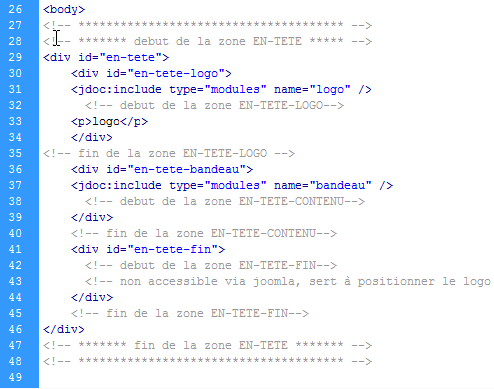 26 <body>
27 <!-- ************************************** -->
28 <!-- ******* debut de la zone EN-TETE ***** -->
29 <div id="en-tete">
30 <div id="en-tete-logo">
31 <jdoc:include type="modules" name="logo" />
32 <!-- debut de la zone EN-TETE-LOGO-->
33 <p>logo</p>
34 </div>
35 <!-- fin de la zone EN-TETE-LOGO -->
36 <div id="en-tete-bandeau">
37 <jdoc:include type="modules" name="bandeau" />
38 <!-- debut de la zone EN-TETE-CONTENU-->
39 </div>
40 <!-- fin de la zone EN-TETE-CONTENU-->
41 <div id="en-tete-fin">
42 <!-- debut de la zone EN-TETE-FIN-->
43 <!-- non accessible via joomla, sert à positionner le logo
44 </div>
45 <!-- fin de la zone EN-TETE-FIN-->
46 </div>
47 <!-- ******* fin de la zone EN-TETE ******* -->
48 <!-- ************************************** -->
49